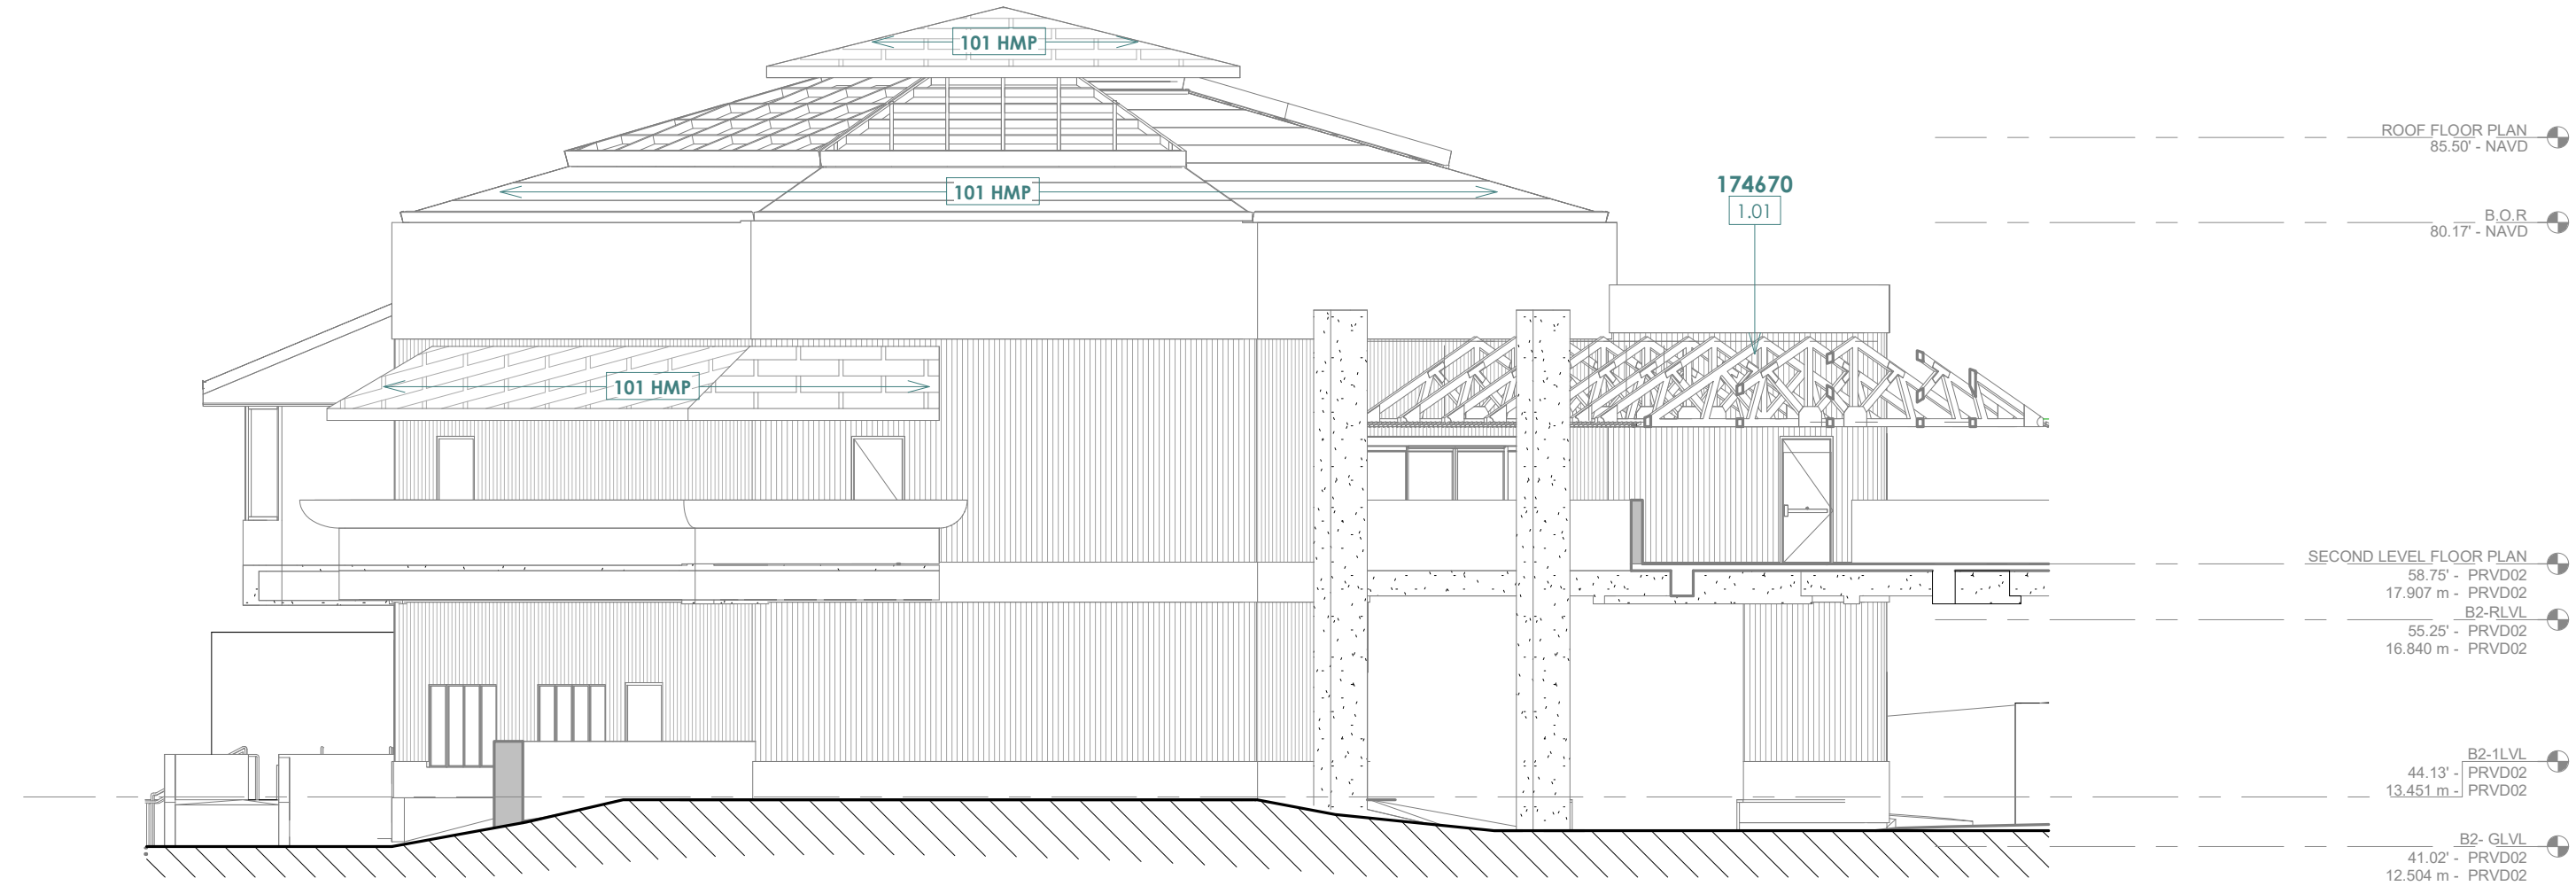 101 HMP
ROOF FLOOR PLAN
85.50' - NAVD
174670
1.01
101 HMP
B.O.R
80.17' - NAVD
101 HMP
SECOND LEVEL FLOOR PLAN
58.75' - PRVD02
17.907 m - PRVD02
B2-RLVL
55.25' - PRVD02
16.840 m - PRVD02
B2-1LVL
44.13' - PRVD02
13.451 m - PRVD02
B2- GLVL
41.02' - PRVD02
12.504 m - PRVD02